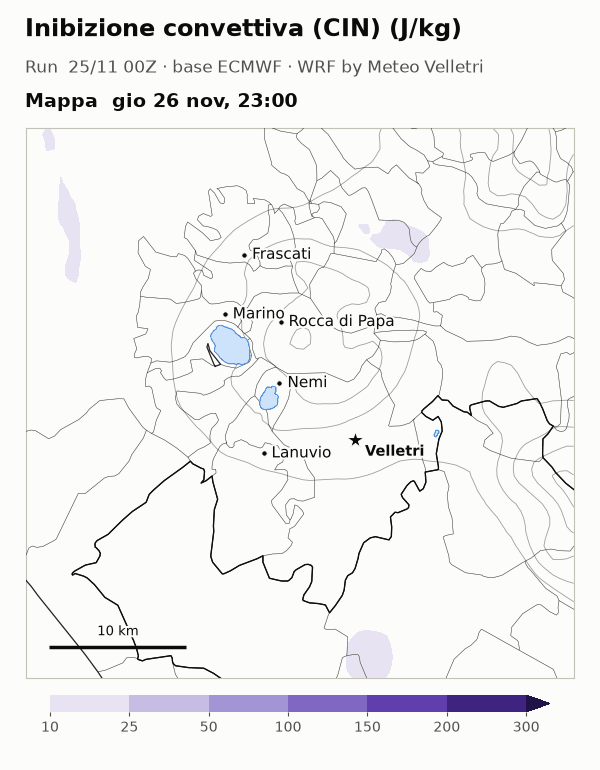 Inibizione convettiva (CIN) (J/kg)
Run  25/11 00Z · base ECMWF · WRF by Meteo Velletri
Mappa  gio 26 nov, 23:00
Frascati
Marino
Rocca di Papa
Nemi
Velletri
Lanuvio
10 km
10 25 50 100 150 200 300